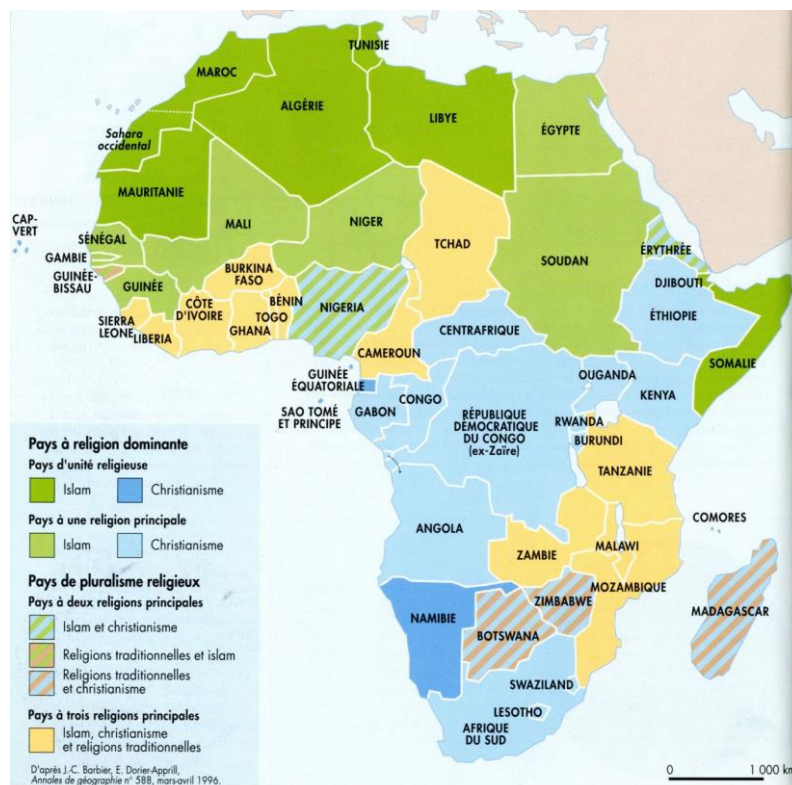 TUNISIE
MAROC
ALGÉRIE
LIBYE
ÉGYPTE
Sahara
occidental
MAURITANIE
MALI
NIGER
CAP-
VERT
SÉNÉGAL
TCHAD
GAMBIE
SOUDAN
ÉRYTHRÉE
GUINÉE-
BISSAU
GUINÉE
BURKINA
FASO
DJIBOUTI
BÉNIN
NIGERIA
CÔTE
D'IVOIRE
ÉTHIOPIE
SIERRA
LEONE
LIBERIA
GHANA
TOGO
CENTRAFRIQUE
CAMEROUN
SOMALIE
GUINÉE
ÉQUATORIALE
OUGANDA
CONGO
KENYA
SAO TOMÉ
ET PRINCIPE
GABON
RÉPUBLIQUE
DÉMOCRATIQUE
DU CONGO
(ex-Zaïre)
RWANDA
BURUNDI
TANZANIE
COMORES
ANGOLA
ZAMBIE
MALAWI
MOZAMBIQUE
ZIMBABWE
MADAGASCAR
NAMIBIE
BOTSWANA
SWAZILAND
LESOTHO
AFRIQUE
DU SUD
Pays à religion dominante
Pays d'unité religieuse
Islam Christianisme
Pays à une religion principale
Islam Christianisme
Pays de pluralisme religieux
Pays à deux religions principales
Islam et christianisme
Religions traditionnelles et islam
Religions traditionnelles
et christianisme
Pays à trois religions principales
Islam, christianisme
et religions traditionnelles
D'après J.-C. Barbier, E. Dorier-Apprill,
Annales de géographie n° 588, mars-avril 1996.
0 1 000 km